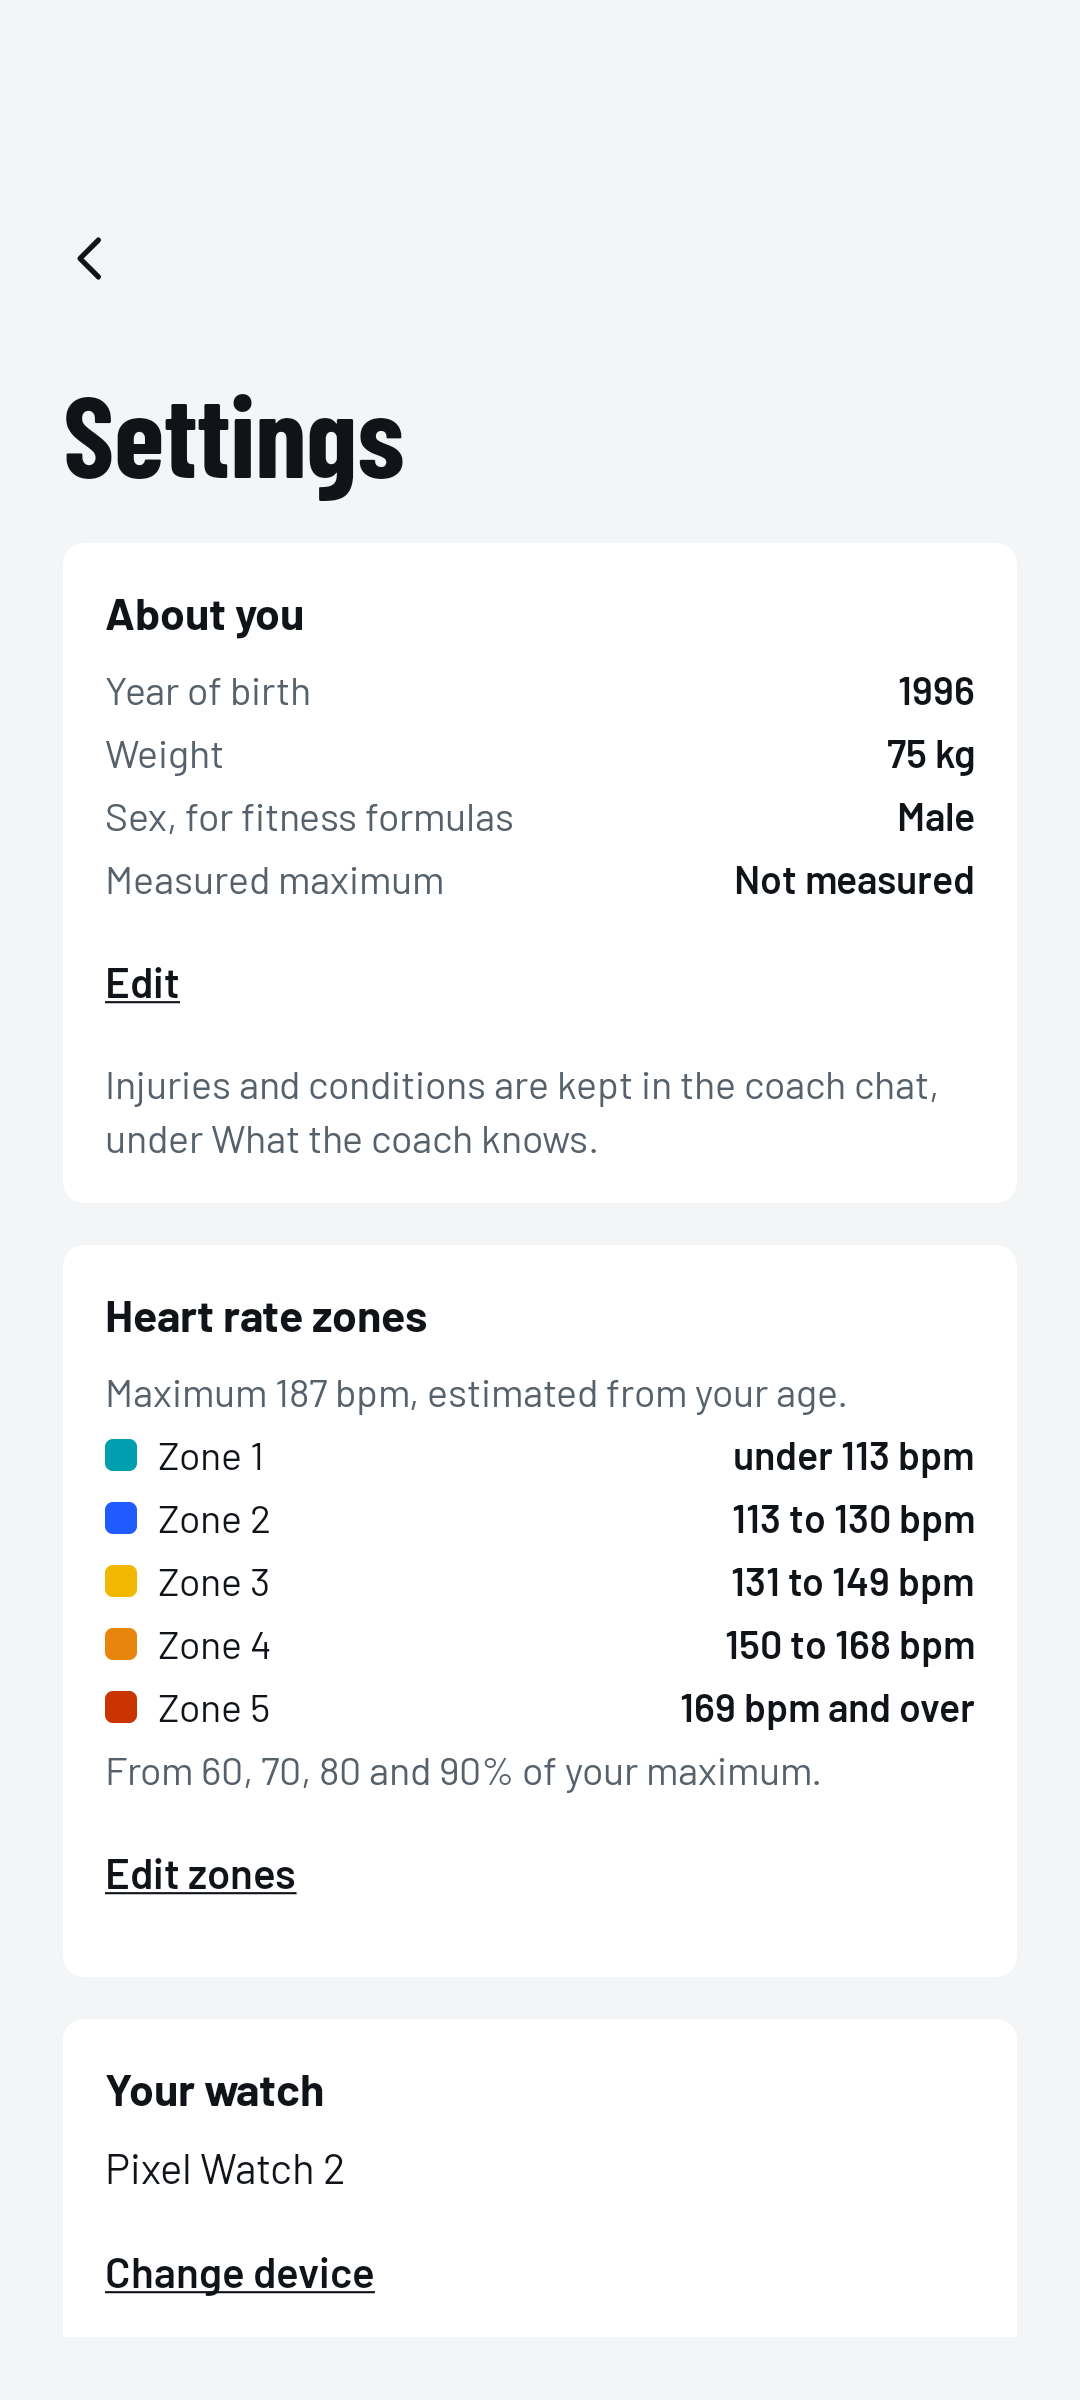 Settings
About you
Year of birth 1996
Weight 75 kg
Sex, for fitness formulas Male
Measured maximum Not measured
Edit
Injuries and conditions are kept in the coach chat,
under What the coach knows.
Heart rate zones
Maximum 187 bpm, estimated from your age.
Zone 1 under 113 bpm
Zone 2 113 to 130 bpm
Zone 3 131 to 149 bpm
Zone 4 150 to 168 bpm
Zone 5 169 bpm and over
From 60, 70, 80 and 90% of your maximum.
Edit zones
Your watch
Pixel Watch 2
Change device